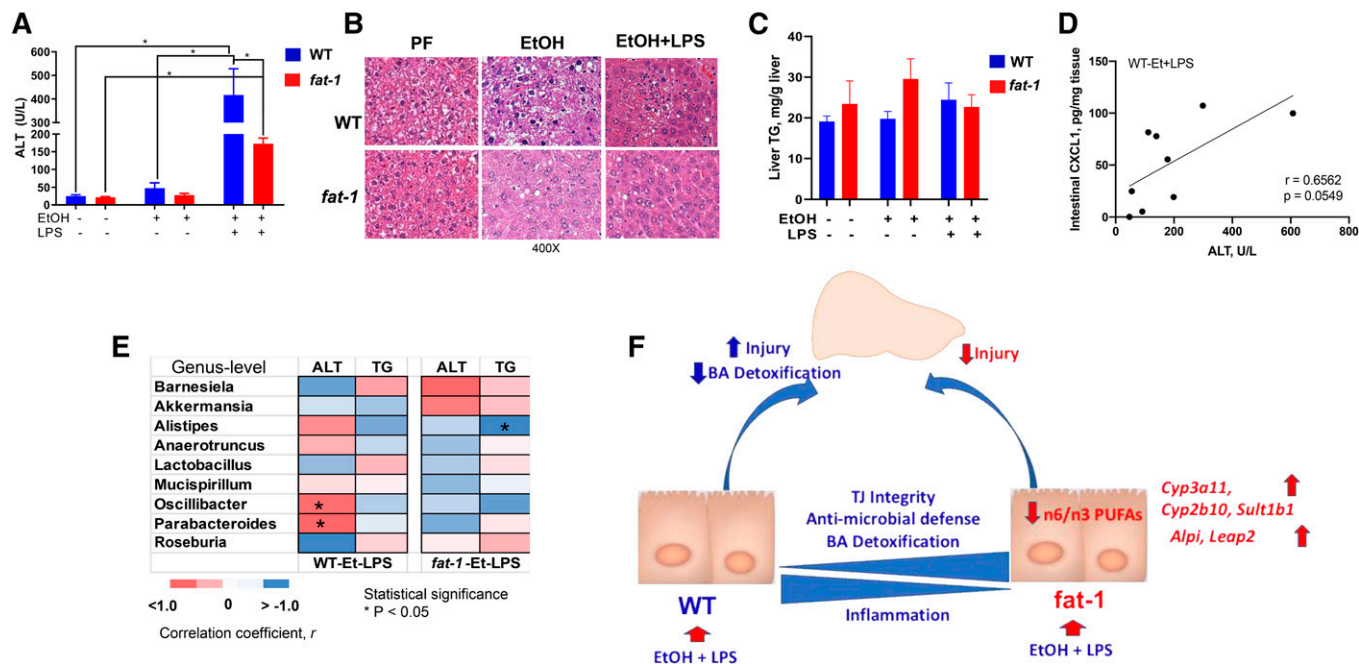 A
WT
fat-1
ALT (U/L)
600
500
400
300
200
150
100
50
0
EtOH - - + + + +
LPS - - + +
* * * *
B
PF EtOH EtOH+LPS
WT
fat-1
400X
C
WT
fat-1
Liver TG, mg/g liver
40
30
20
10
0
EtOH - - + + + +
LPS - - + +
D
WT-Et+LPS
Intestinal CXCL1, pg/mg tissue
150
100
50
0
r = 0.6562
p = 0.0549
0 200 400 600 800
ALT, U/L
E
Genus-level ALT TG ALT TG
Barnesiela
Akkermansia
Alistipes *
Anaerotruncus
Lactobacillus
Mucispirillum
Oscillibacter *
Parabacteroides *
Roseburia
WT-Et-LPS fat-1-Et-LPS
<1.0 0 > -1.0
Correlation coefficient, r
Statistical significance
* P < 0.05
F
Injury
BA Detoxification
Injury
TJ Integrity
Anti-microbial defense
BA Detoxification
n6/n3 PUFAs
Cyp3a11,
Cyp2b10, Sult1b1
Alpi, Leap2
Inflammation
WT
fat-1
EtOH + LPS
EtOH + LPS